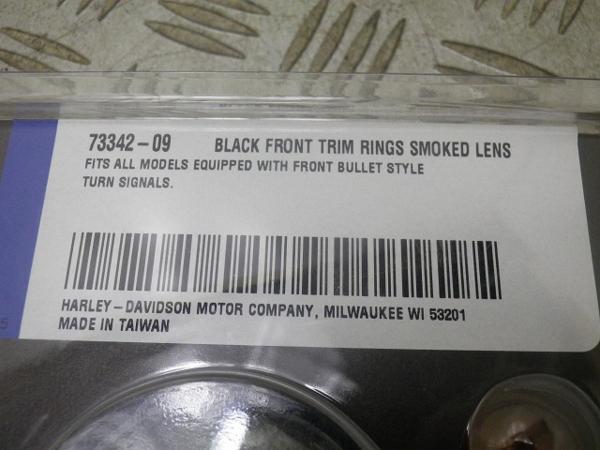 73342-09 BLACK FRONT TRIM RINGS SMOKED LENS
FITS ALL MODELS EQUIPPED WITH FRONT BULLET STYLE
TURN SIGNALS.
HARLEY-DAVIDSON MOTOR COMPANY, MILWAUKEE WI 53201
MADE IN TAIWAN